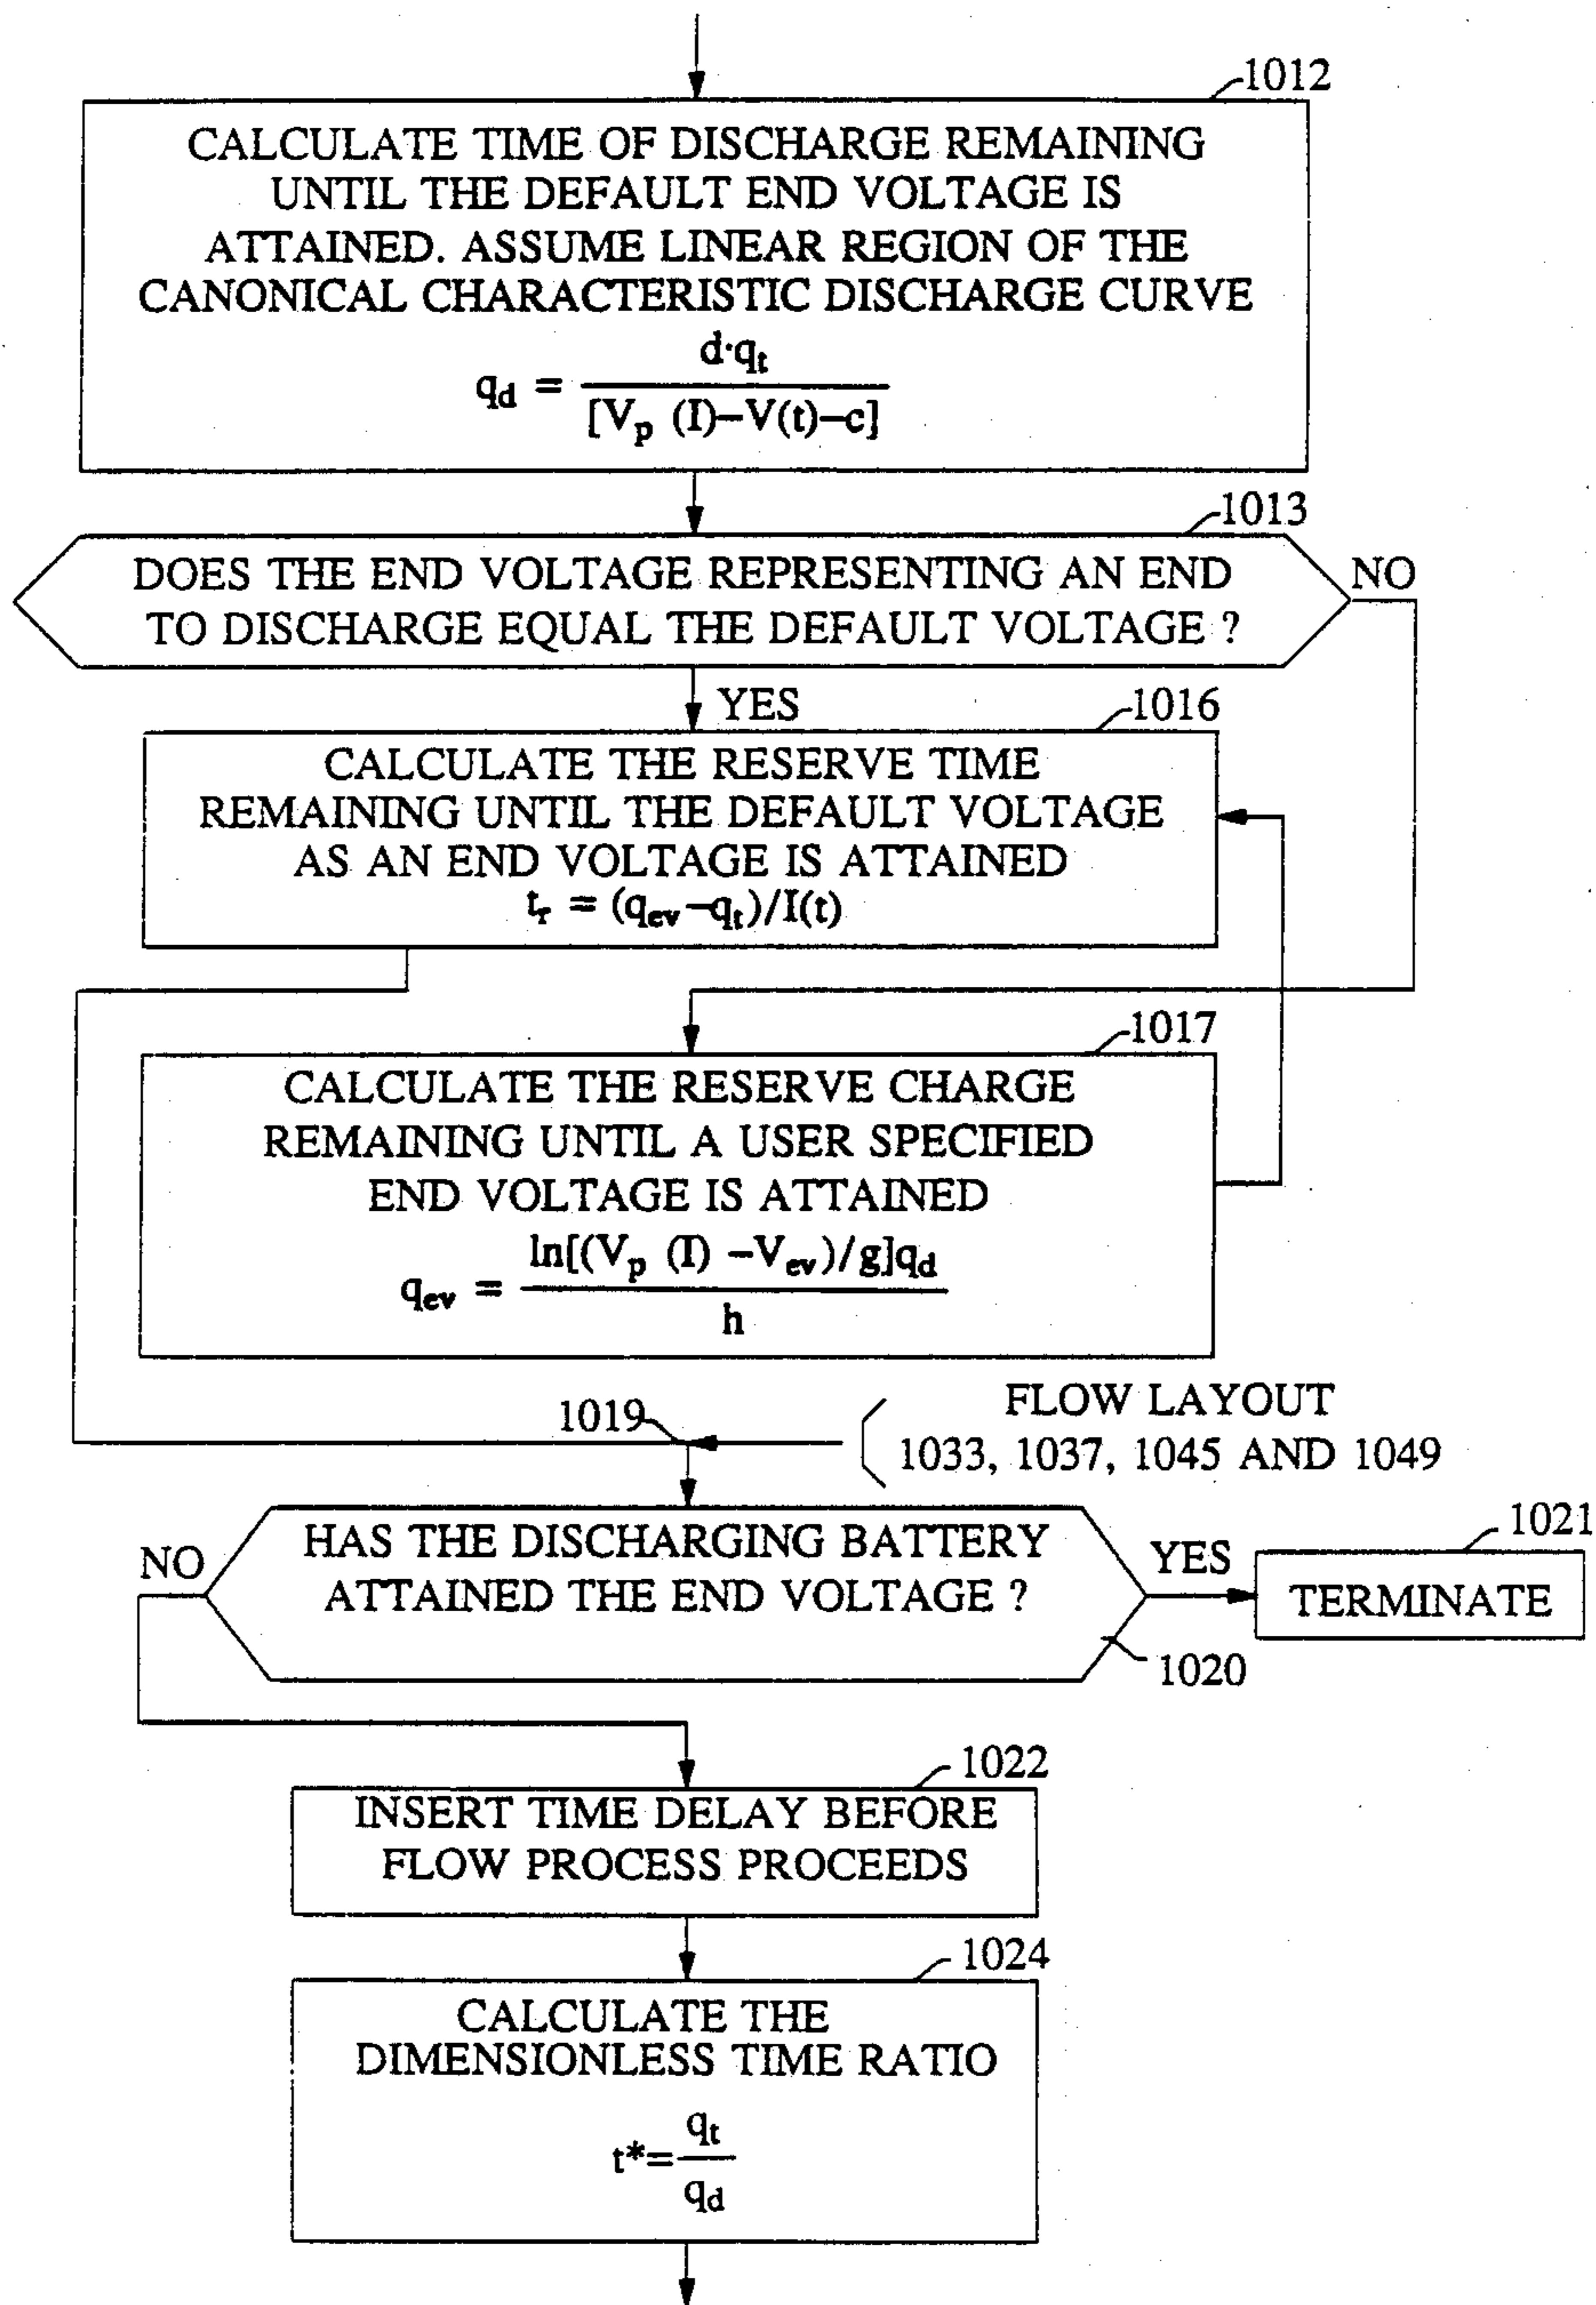 1012
CALCULATE TIME OF DISCHARGE REMAINING
UNTIL THE DEFAULT END VOLTAGE IS
ATTAINED. ASSUME LINEAR REGION OF THE
CANONICAL CHARACTERISTIC DISCHARGE CURVE
q_d = d·q_t / [V_p (I)–V(t)–c]
1013
DOES THE END VOLTAGE REPRESENTING AN END
TO DISCHARGE EQUAL THE DEFAULT VOLTAGE ?
NO
YES
1016
CALCULATE THE RESERVE TIME
REMAINING UNTIL THE DEFAULT VOLTAGE
AS AN END VOLTAGE IS ATTAINED
t_r = (q_ev–q_t)/I(t)
1017
CALCULATE THE RESERVE CHARGE
REMAINING UNTIL A USER SPECIFIED
END VOLTAGE IS ATTAINED
q_ev = ln[(V_p (I) –V_ev)/g]q_d / h
1019
FLOW LAYOUT
1033, 1037, 1045 AND 1049
HAS THE DISCHARGING BATTERY
ATTAINED THE END VOLTAGE ?
NO
YES
1021
TERMINATE
1020
1022
INSERT TIME DELAY BEFORE
FLOW PROCESS PROCEEDS
1024
CALCULATE THE
DIMENSIONLESS TIME RATIO
t*= q_t / q_d